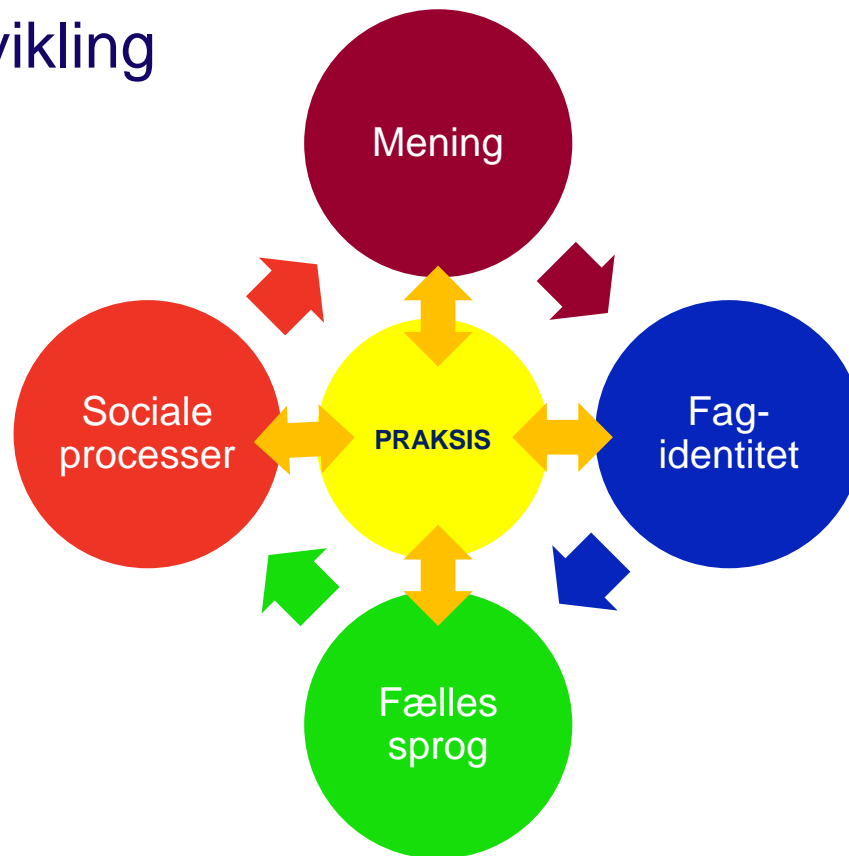 vikling
Mening
Sociale
processer
PRAKSIS
Fag-
identitet
Fælles
sprog